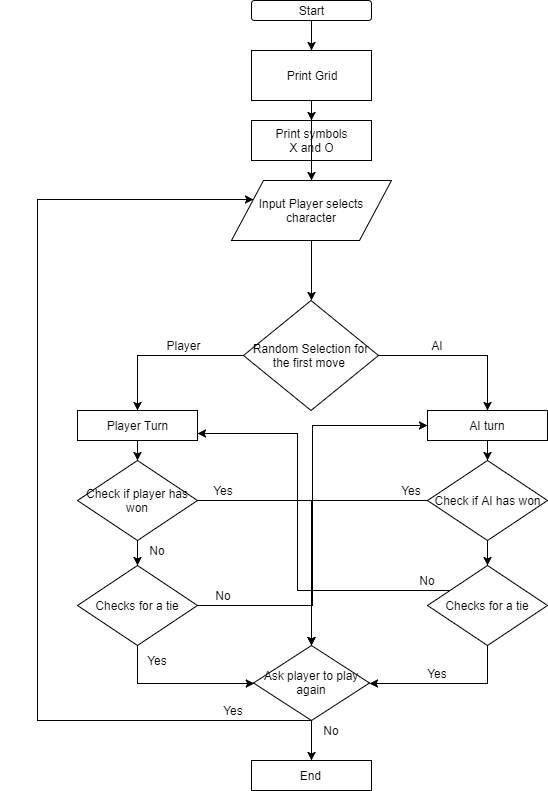 Start
Print Grid
Print symbols
X and O
Input Player selects
character
Random Selection for
the first move
Player
AI
Player Turn
AI turn
Check if player has
won
Yes
Yes
Check if AI has won
No
Checks for a tie
No
No
Checks for a tie
Yes
Ask player to play
again
Yes
Yes
No
End